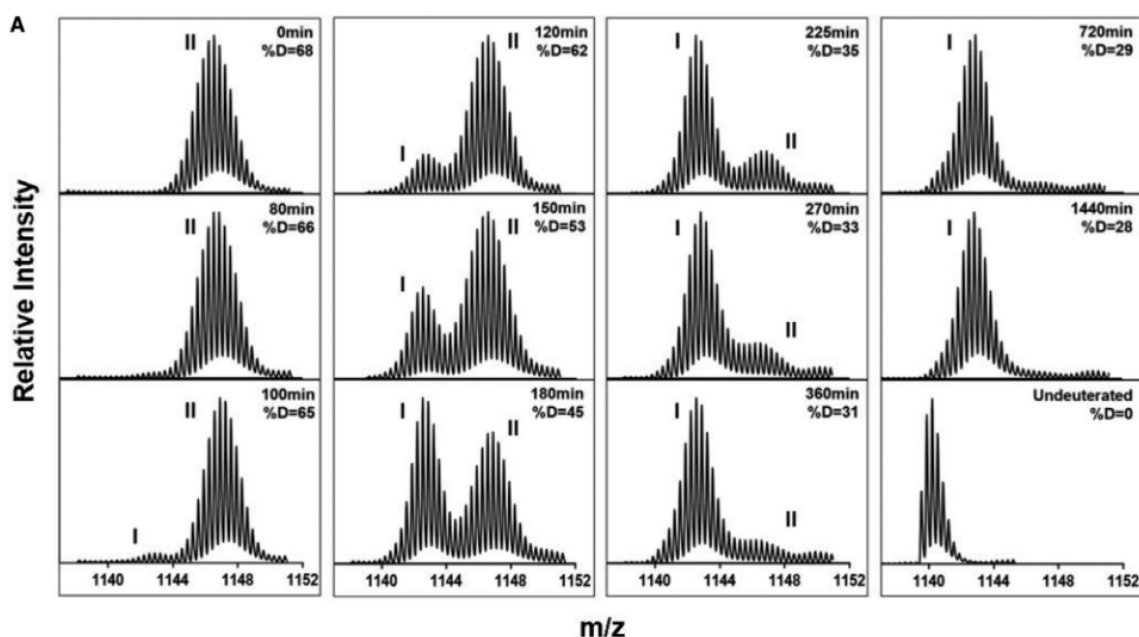 A
0min
%D=68
II
120min
%D=62
I
II
225min
%D=35
I
II
720min
%D=29
I
80min
%D=66
II
150min
%D=53
I
II
270min
%D=33
I
II
1440min
%D=28
I
100min
%D=65
I
II
180min
%D=45
I
II
360min
%D=31
I
II
Undeuterated
%D=0
Relative Intensity
1140 1144 1148 1152
1140 1144 1148 1152
1140 1144 1148 1152
1140 1144 1148 1152
m/z